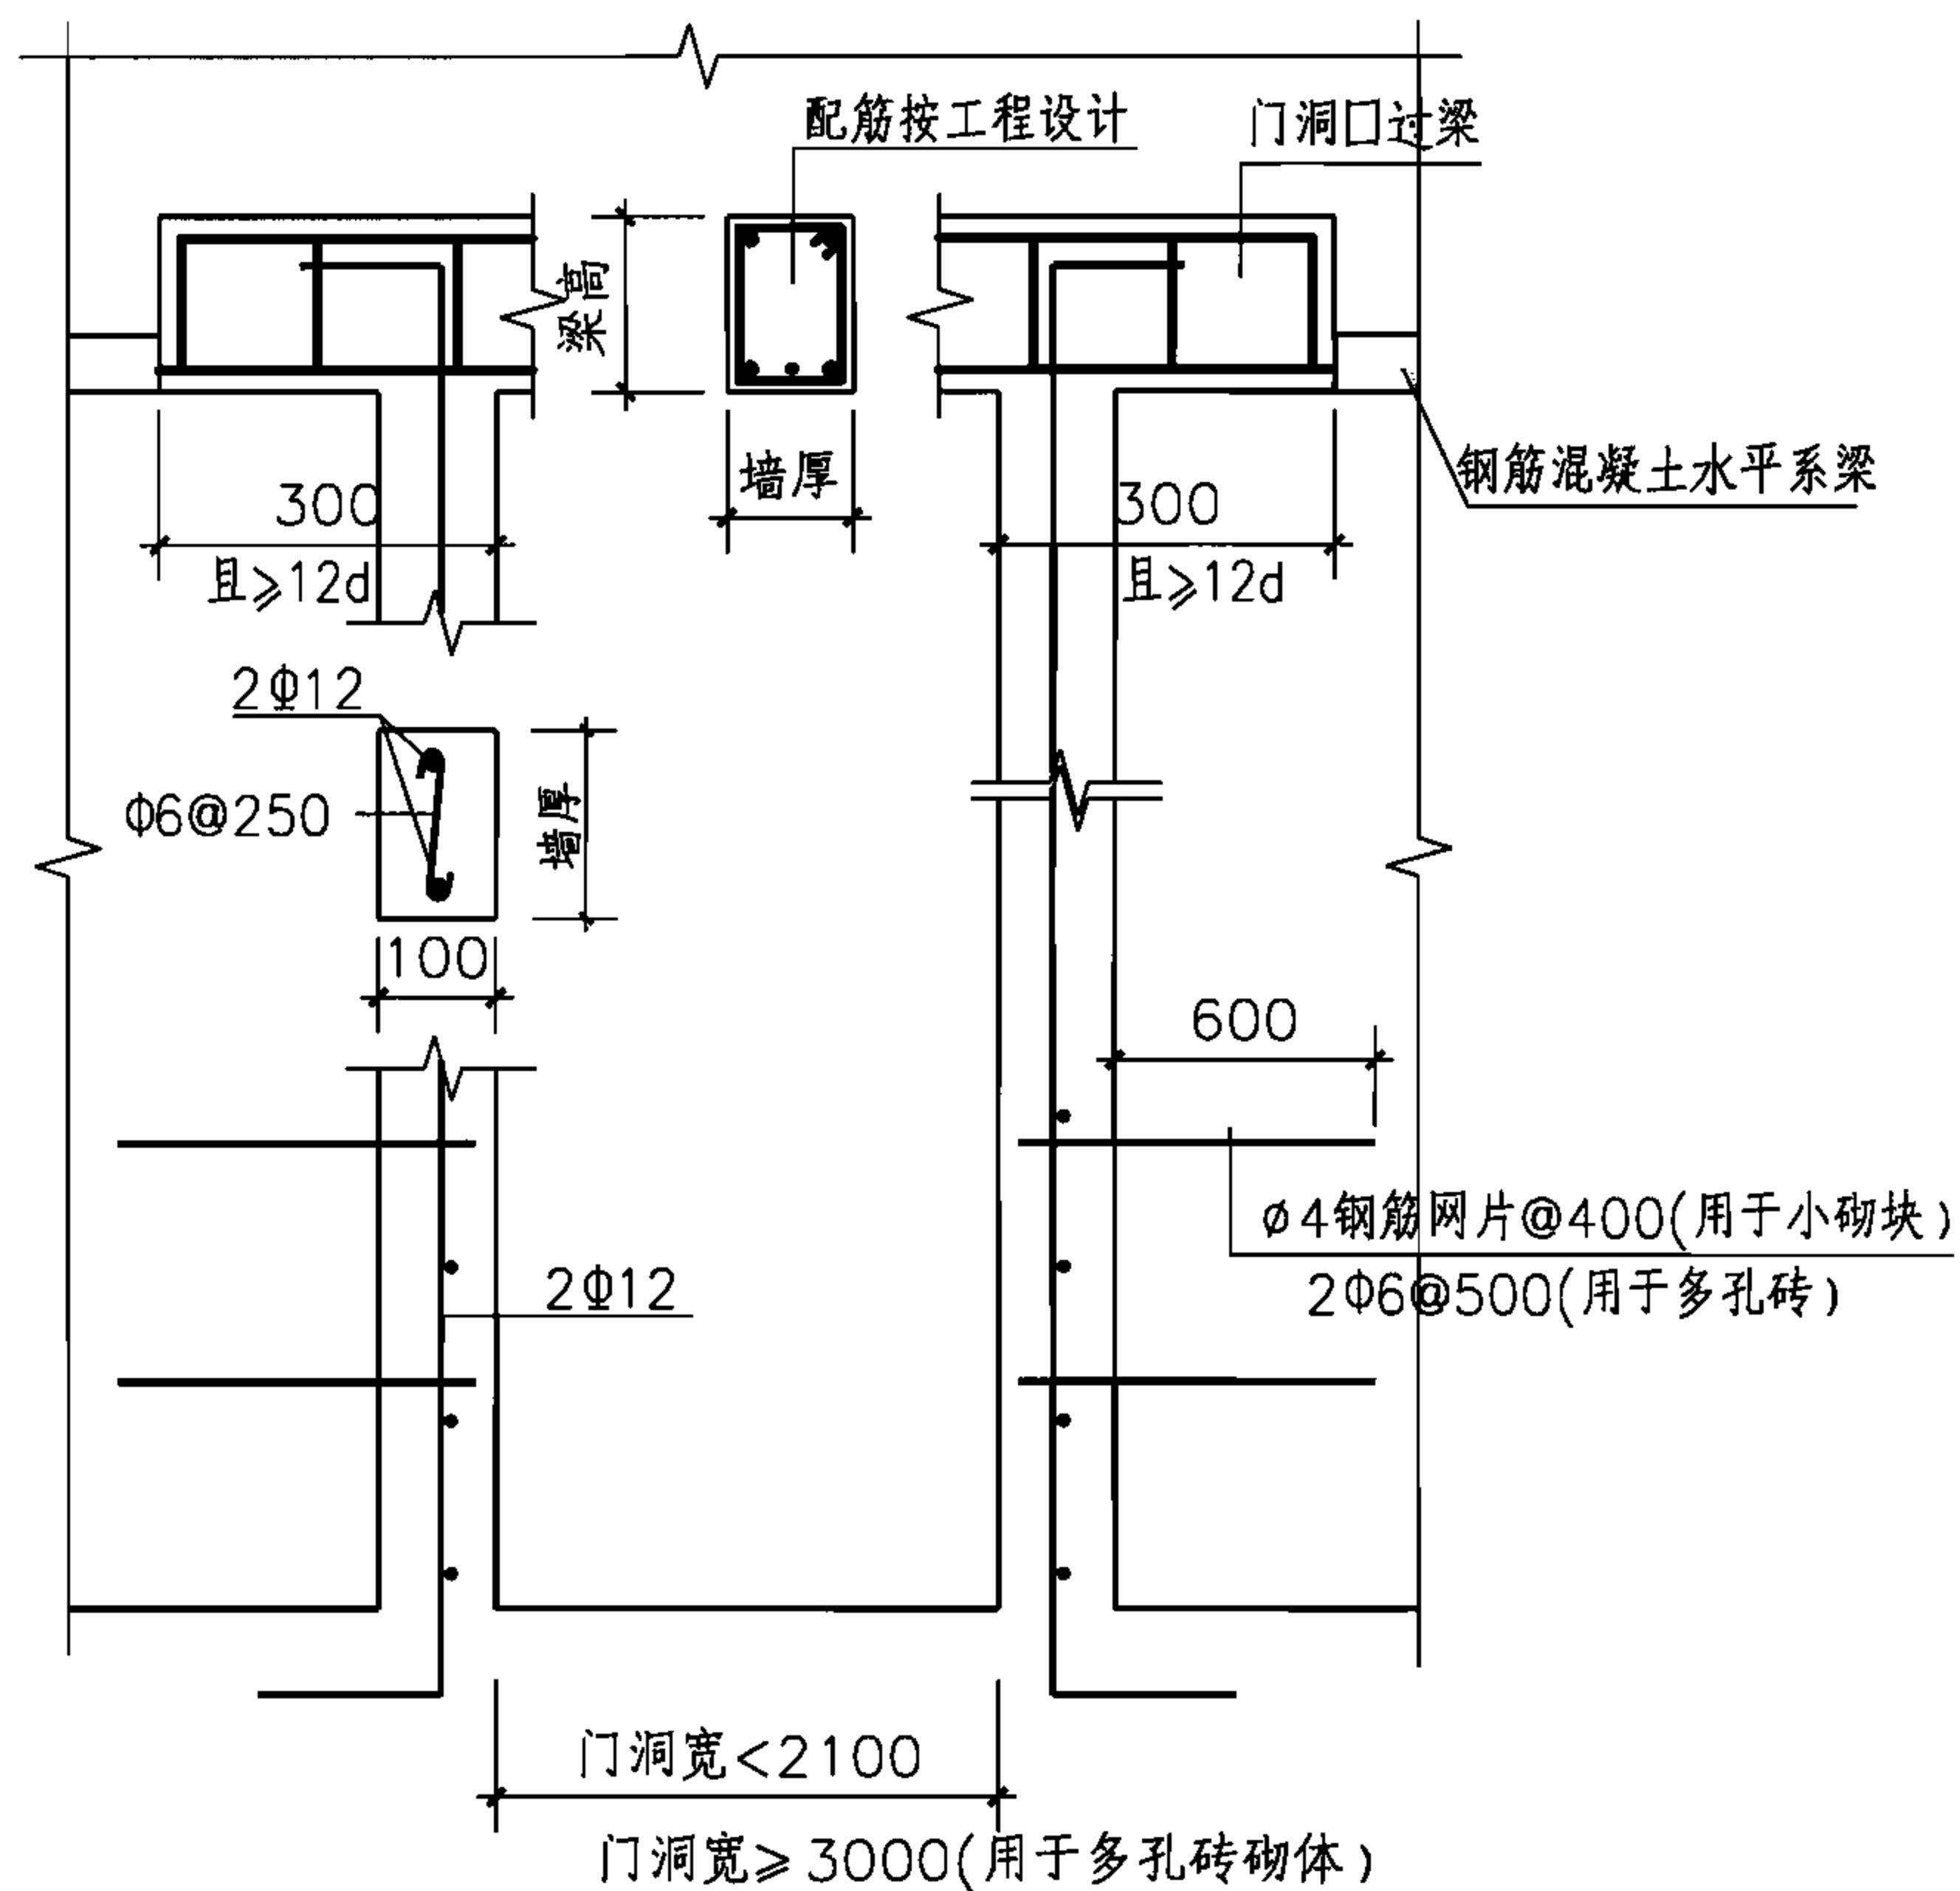 配筋按工程设计
门洞口过梁
梁高
墙厚
钢筋混凝土水平系梁
300
且≥12d
300
且≥12d
2Φ12
Φ6@250
墙厚
100
600
ø4钢筋网片@400(用于小砌块)
2Φ6@500(用于多孔砖)
2Φ12
门洞宽<2100
门洞宽≥3000(用于多孔砖砌体)